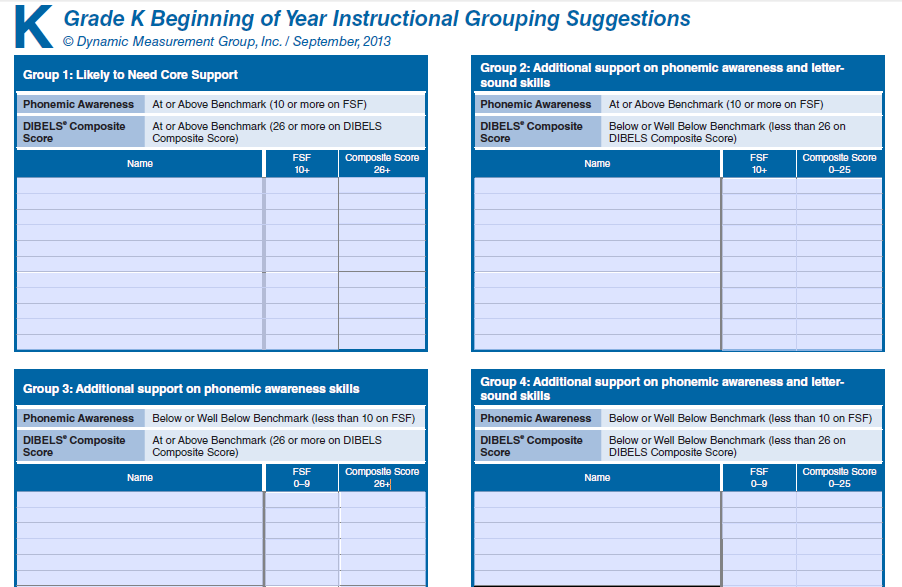 K Grade K Beginning of Year Instructional Grouping Suggestions
© Dynamic Measurement Group, Inc. / September, 2013
Group 1: Likely to Need Core Support
Phonemic Awareness At or Above Benchmark (10 or more on FSF)
DIBELS® Composite Score At or Above Benchmark (26 or more on DIBELS
Composite Score)
Name FSF Composite Score
10+ 26+
Group 2: Additional support on phonemic awareness and letter-
sound skills
Phonemic Awareness At or Above Benchmark (10 or more on FSF)
DIBELS® Composite Score Below or Well Below Benchmark (less than 26 on
DIBELS Composite Score)
Name FSF Composite Score
10+ 0–25
Group 3: Additional support on phonemic awareness skills
Phonemic Awareness Below or Well Below Benchmark (less than 10 on FSF)
DIBELS® Composite Score At or Above Benchmark (26 or more on DIBELS
Composite Score)
Name FSF Composite Score
0–9 26+
Group 4: Additional support on phonemic awareness and letter-
sound skills
Phonemic Awareness Below or Well Below Benchmark (less than 10 on FSF)
DIBELS® Composite Score Below or Well Below Benchmark (less than 26 on
DIBELS Composite Score)
Name FSF Composite Score
0–9 0–25